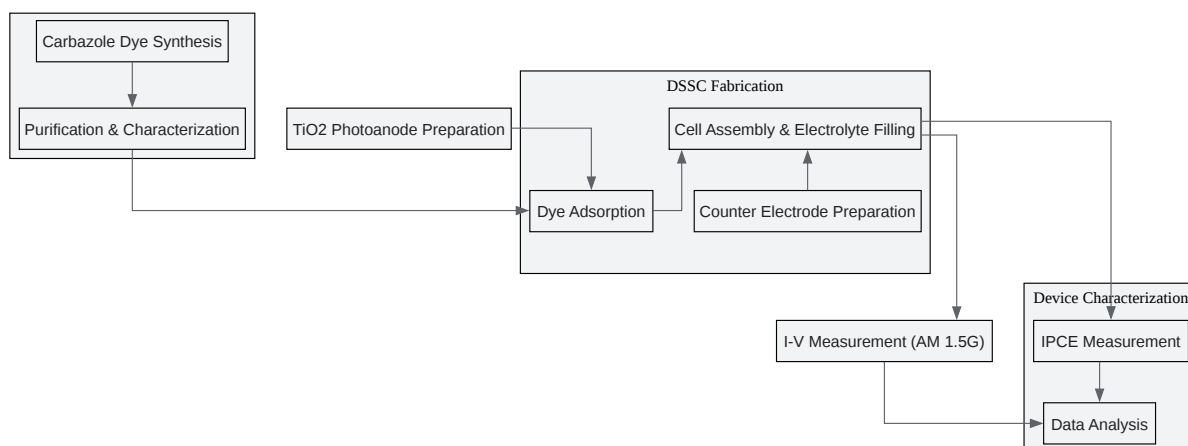 Carbazole Dye Synthesis
Purification & Characterization
DSSC Fabrication
TiO2 Photoanode Preparation
Cell Assembly & Electrolyte Filling
Dye Adsorption
Counter Electrode Preparation
Device Characterization
I-V Measurement (AM 1.5G)
IPCE Measurement
Data Analysis